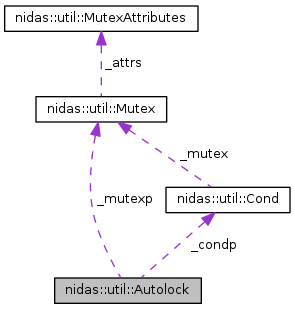 nidas::util::MutexAttributes
_attrs
nidas::util::Mutex
_mutex
_mutexp
nidas::util::Cond
_condp
nidas::util::Autolock